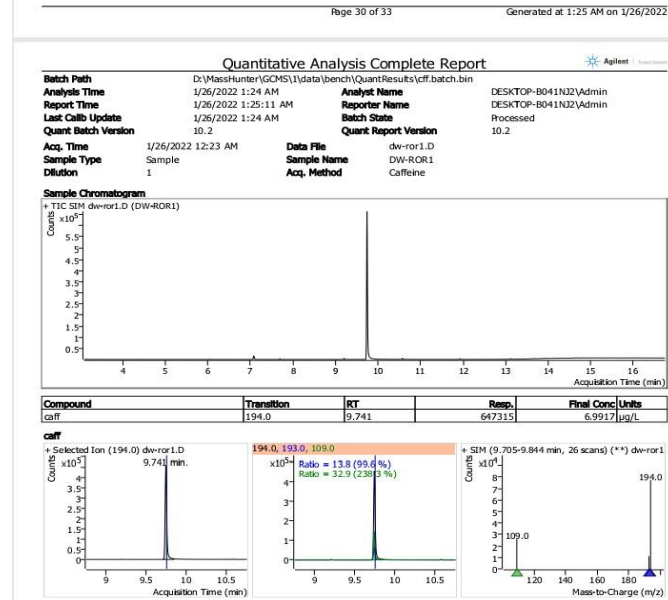 Page 30 of 33 Generated at 1:25 AM on 1/26/2022
Quantitative Analysis Complete Report
Agilent
Batch Path D:\MassHunter\GCMS\1\data\bench\QuantResults\cff.batch.bin
Analysis Time 1/26/2022 1:24 AM Analyst Name DESKTOP-B041NJ2\Admin
Report Time 1/26/2022 1:25:11 AM Reporter Name DESKTOP-B041NJ2\Admin
Last Calib Update 1/26/2022 1:24 AM Batch State Processed
Quant Batch Version 10.2 Quant Report Version 10.2
Acq. Time 1/26/2022 12:23 AM Data File dw-ror1.D
Sample Type Sample Sample Name DW-ROR1
Dilution 1 Acq. Method Caffeine
Sample Chromatogram
+ TIC SIM dw-ror1.D (DW-ROR1)
Counts
x10^5
5.5
5
4.5
4
3.5
3
2.5
2
1.5
1
0.5
4 5 6 7 8 9 10 11 12 13 14 15 16
Acquisition Time (min)
Compound Transition RT Resp. Final Conc Units
caff 194.0 9.741 647315 6.9917 µg/L
caff
+ Selected Ion (194.0) dw-ror1.D
Counts
x10^5
9.741 min.
4
3.5
3
2.5
2
1.5
1
0.5
0
9 9.5 10 10.5
Acquisition Time (min)
194.0, 193.0, 109.0
x10^5
Ratio = 13.8 (99.6 %)
Ratio = 32.9 (238.3 %)
4
3
2
1
0
9 9.5 10 10.5
+ SIM (9.705-9.844 min, 26 scans) (**) dw-ror1
Counts
x10^4
194.0
109.0
8
7
6
5
4
3
2
1
0
120 140 160 180
Mass-to-Charge (m/z)